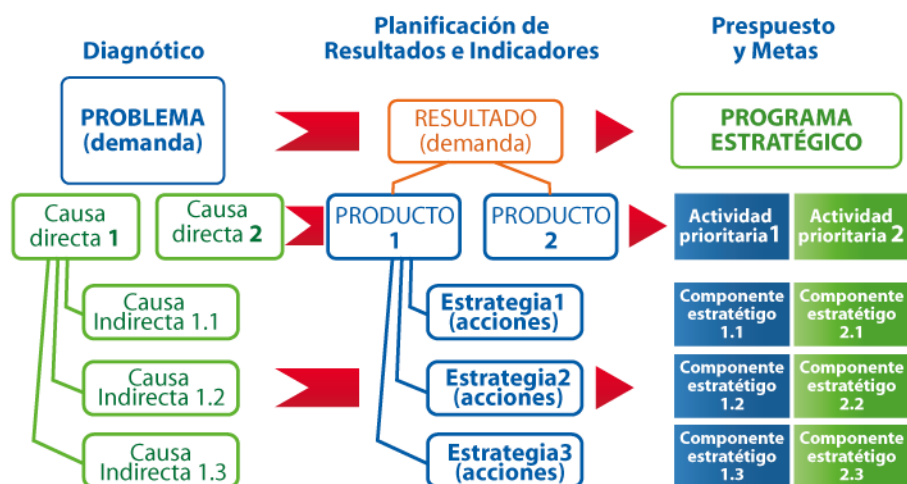 Diagnótico
Planificación de
Resultados e Indicadores
Prespuesto
y Metas
PROBLEMA
(demanda)
RESULTADO
(demanda)
PROGRAMA
ESTRATÉGICO
Causa
directa 1
Causa
directa 2
PRODUCTO
1
PRODUCTO
2
Actividad
prioritaria 1
Actividad
prioritaria 2
Causa
Indirecta 1.1
Estrategia1
(acciones)
Componente
estratétigo
1.1
Componente
estratétigo
2.1
Causa
Indirecta 1.2
Estrategia2
(acciones)
Componente
estratétigo
1.2
Componente
estratétigo
2.2
Causa
Indirecta 1.3
Estrategia3
(acciones)
Componente
estratétigo
1.3
Componente
estratétigo
2.3